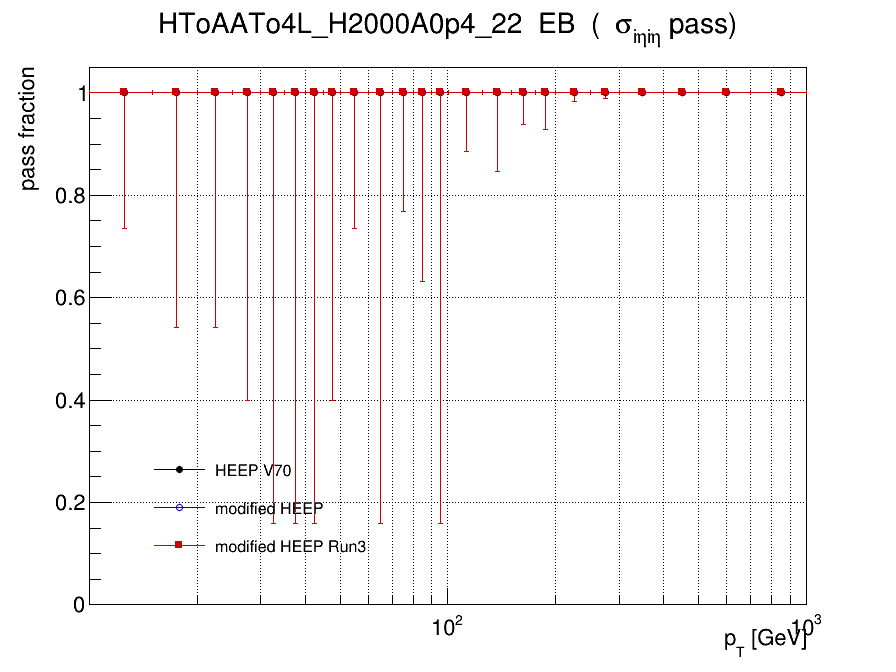 HToAATo4L_H2000A0p4_22 EB ( σiηiη pass)
pass fraction
1
0.8
0.6
0.4
0.2
0
HEEP V70
modified HEEP
modified HEEP Run3
10²
10³
pT [GeV]